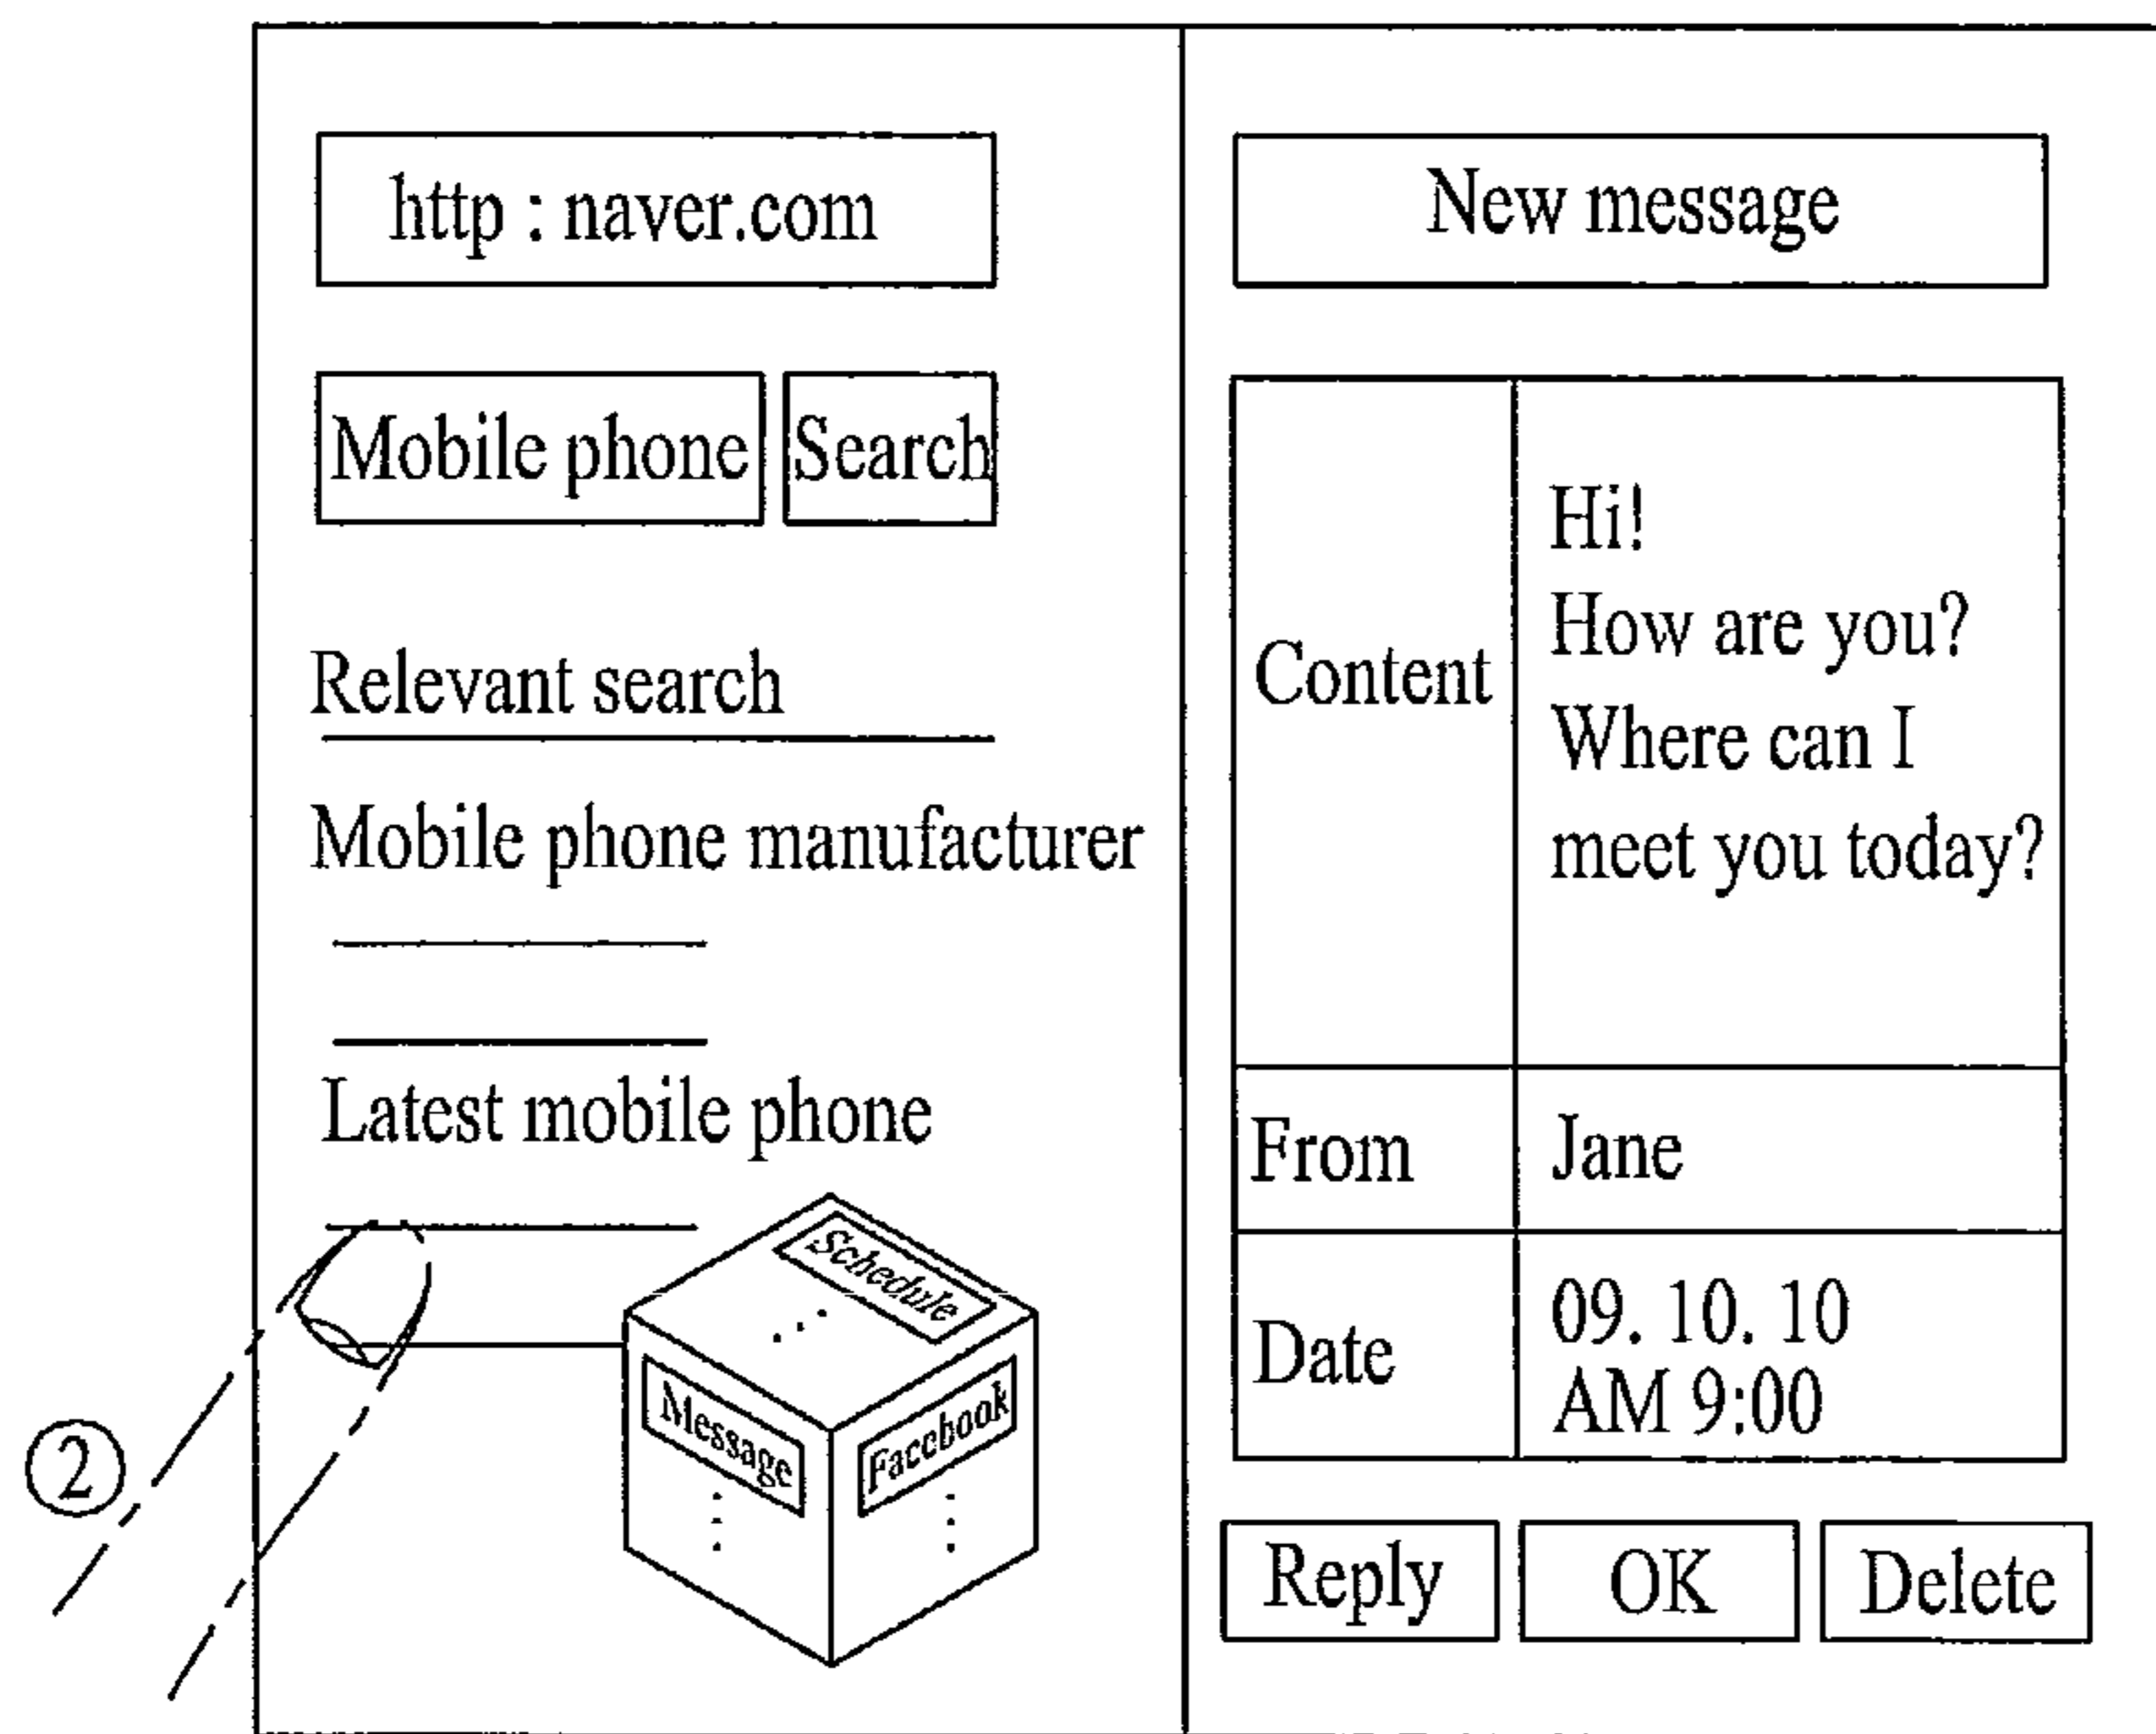 http : naver.com
Mobile phone
Search
Relevant search
Mobile phone manufacturer
Latest mobile phone
Schedule
Message
Facebook
②
New message
Content
Hi!
How are you?
Where can I
meet you today?
From
Jane
Date
09. 10. 10
AM 9:00
Reply
OK
Delete